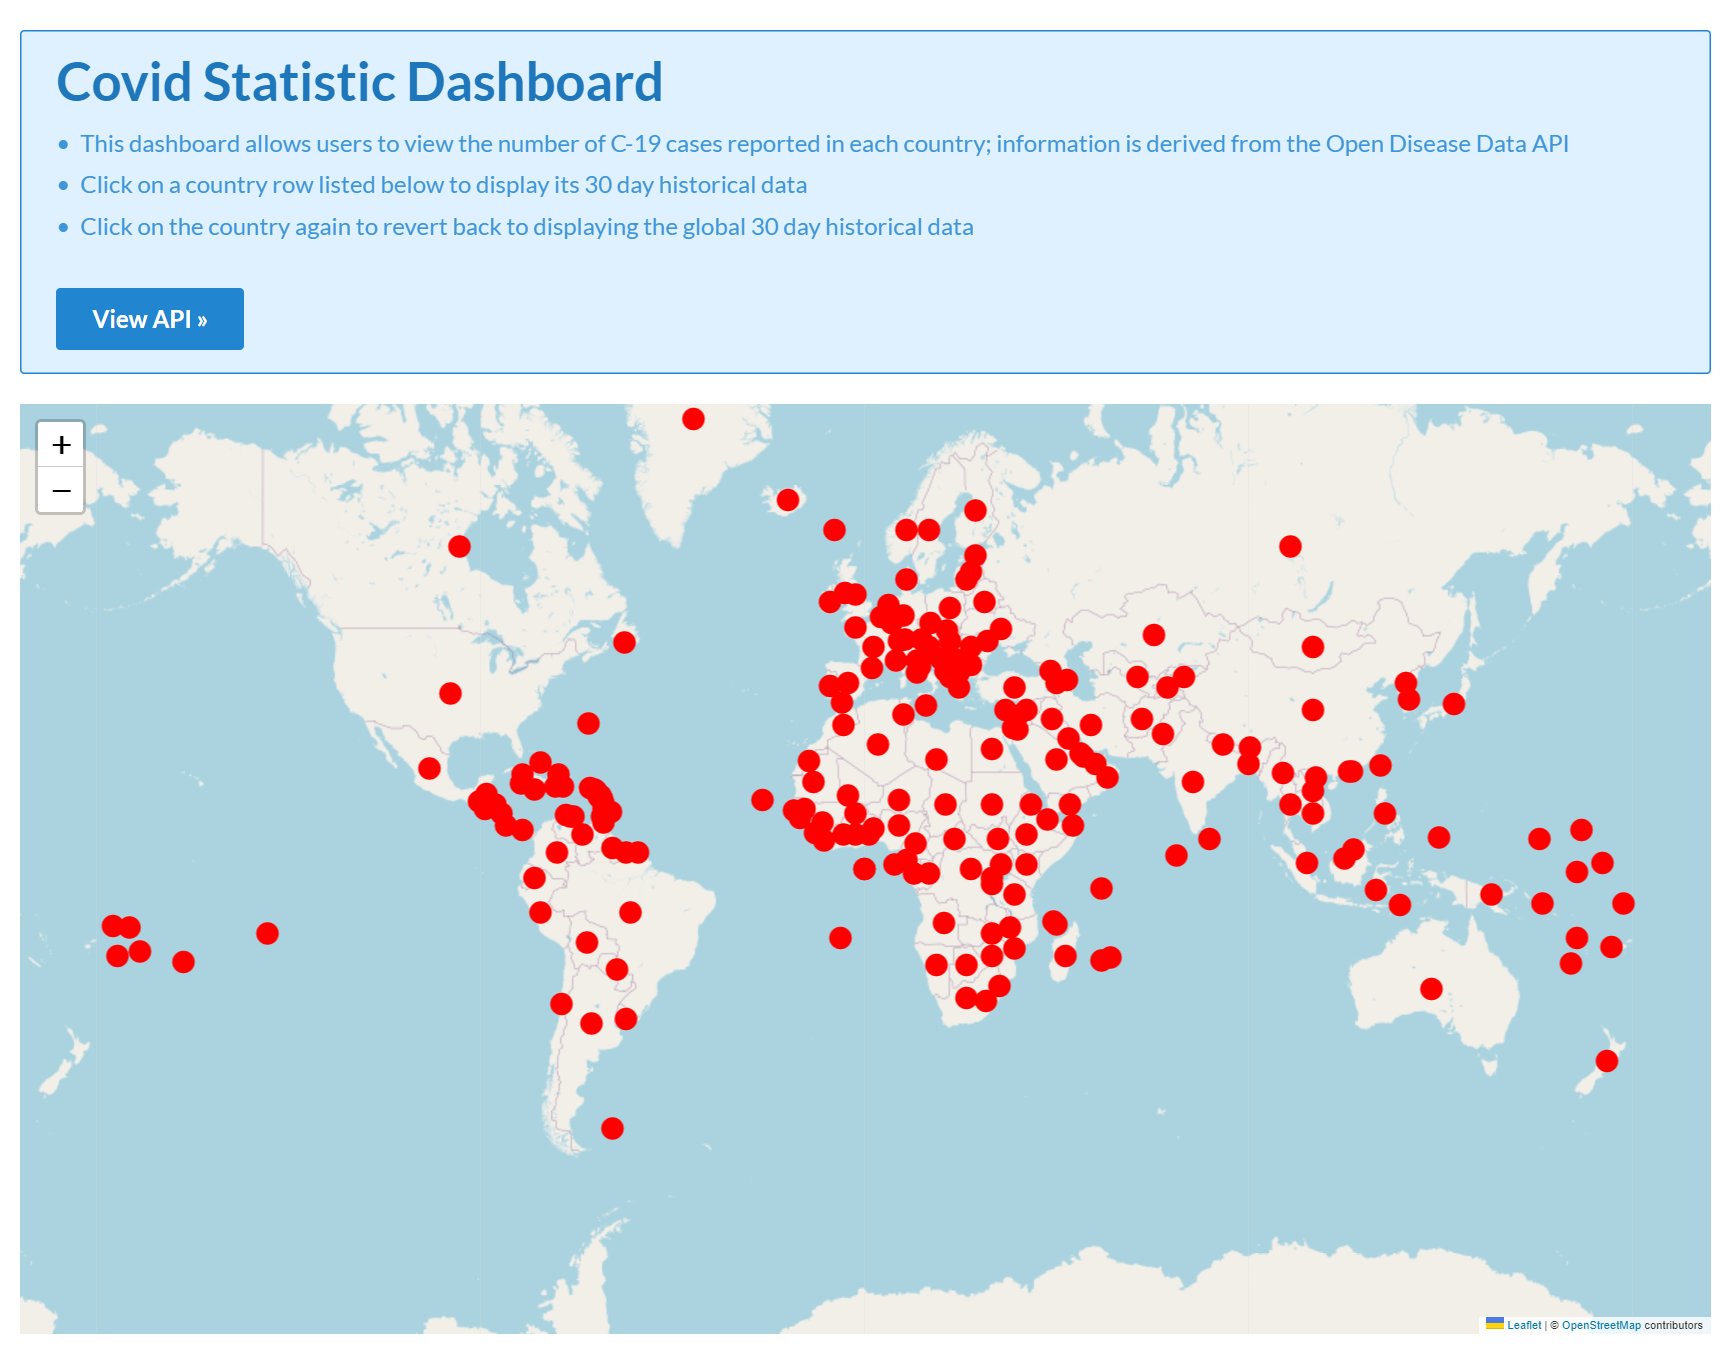 Covid Statistic Dashboard
• This dashboard allows users to view the number of C-19 cases reported in each country; information is derived from the Open Disease Data API
• Click on a country row listed below to display its 30 day historical data
• Click on the country again to revert back to displaying the global 30 day historical data
View API »
+
−
Leaflet | © OpenStreetMap contributors